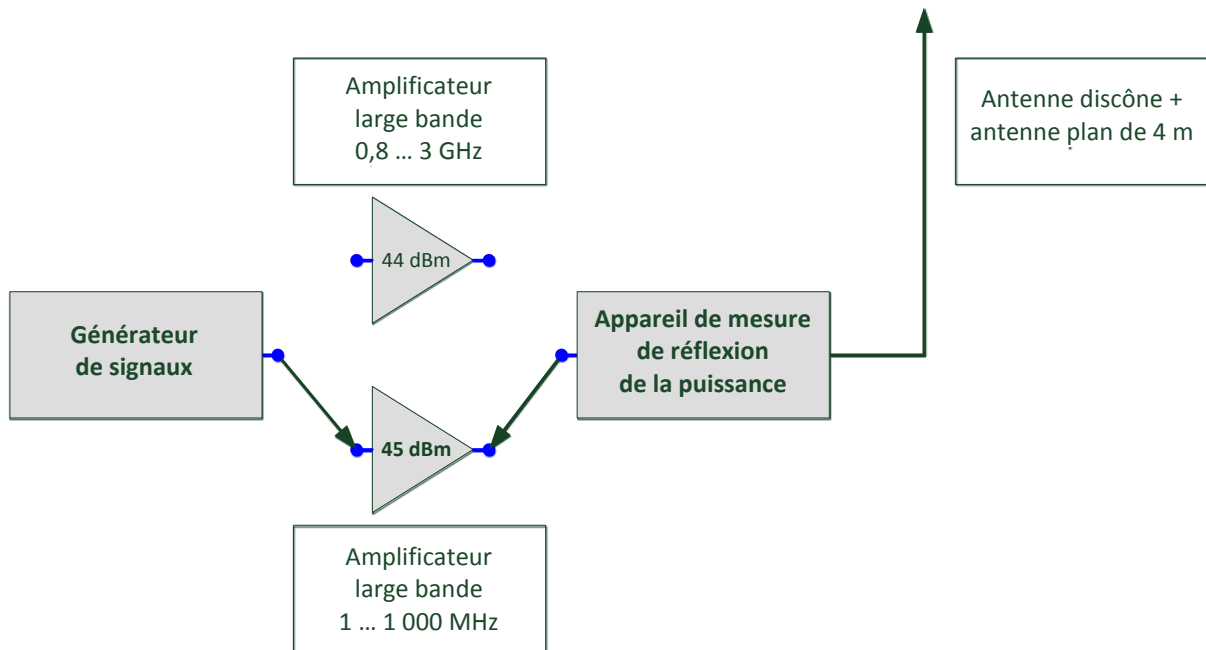 Amplificateur
large bande
0,8 ... 3 GHz
Antenne discône +
antenne plan de 4 m
44 dBm
Générateur
de signaux
Appareil de mesure
de réflexion
de la puissance
45 dBm
Amplificateur
large bande
1 ... 1 000 MHz